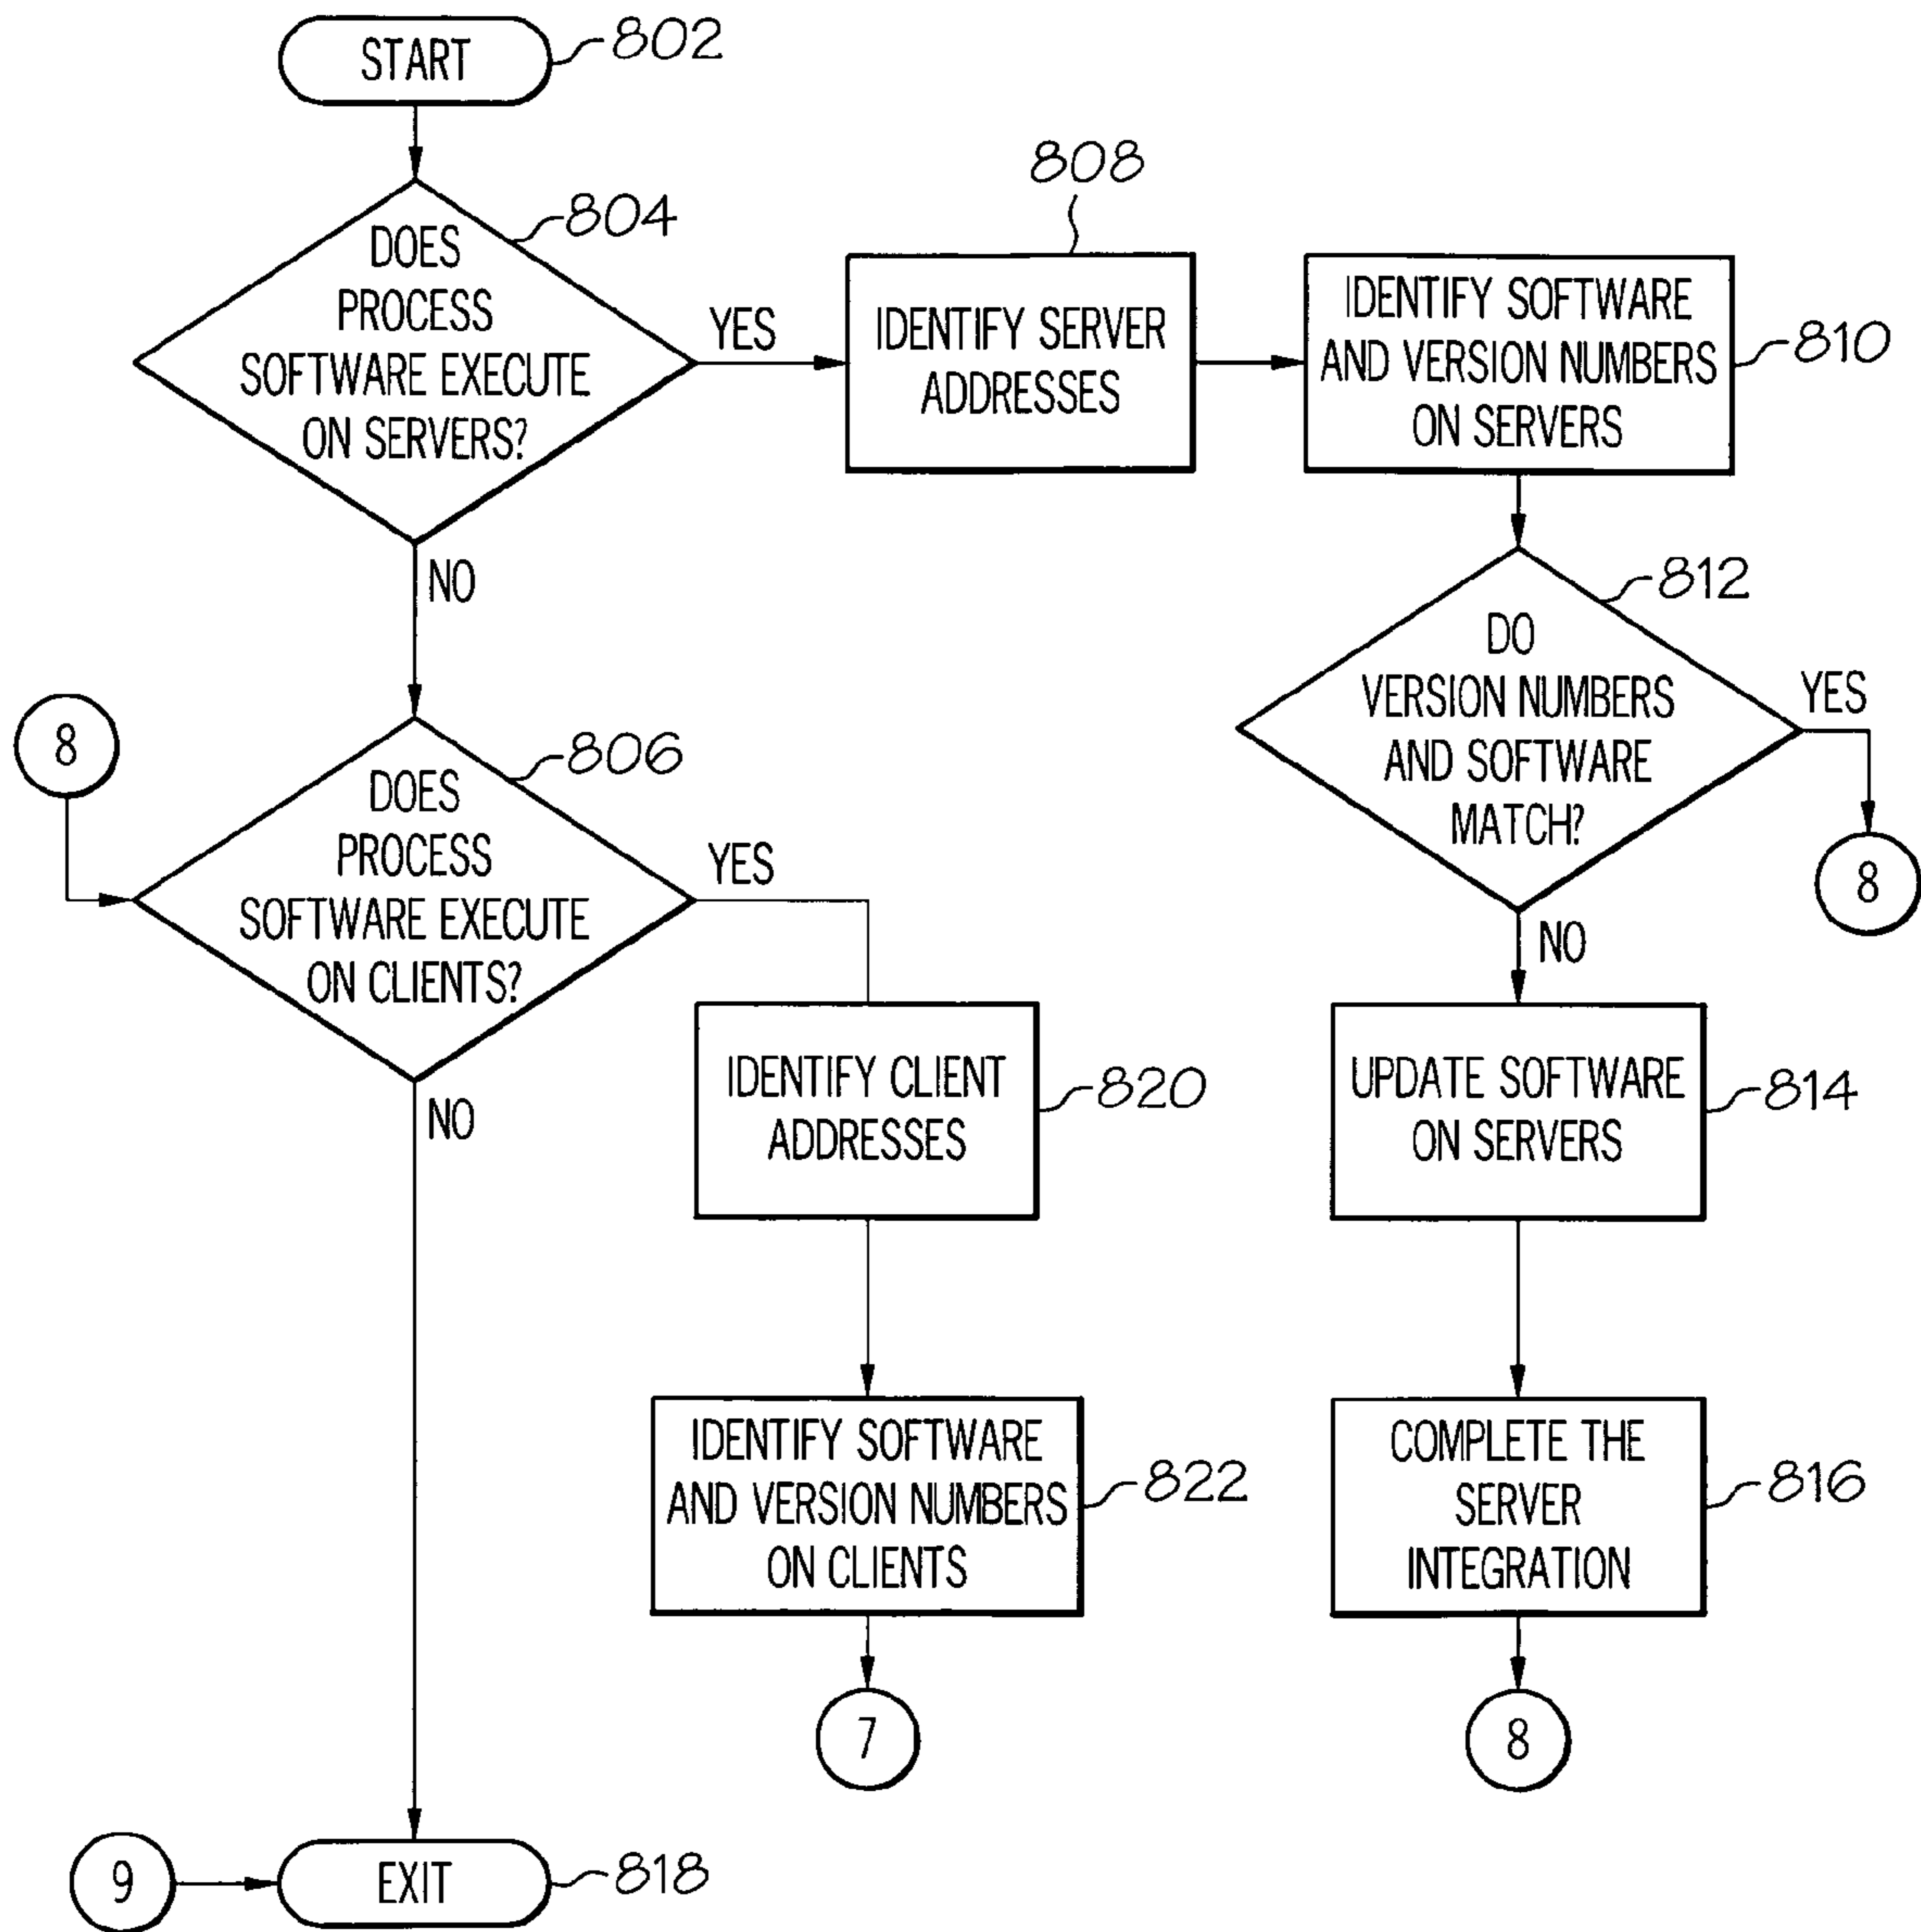 START
802
DOES
PROCESS
SOFTWARE EXECUTE
ON SERVERS?
804
YES
NO
808
IDENTIFY SERVER
ADDRESSES
IDENTIFY SOFTWARE
AND VERSION NUMBERS
ON SERVERS
810
DO
VERSION NUMBERS
AND SOFTWARE
MATCH?
812
YES
8
NO
8
DOES
PROCESS
SOFTWARE EXECUTE
ON CLIENTS?
806
YES
NO
IDENTIFY CLIENT
ADDRESSES
820
UPDATE SOFTWARE
ON SERVERS
814
IDENTIFY SOFTWARE
AND VERSION NUMBERS
ON CLIENTS
822
COMPLETE THE
SERVER
INTEGRATION
816
7
8
9
EXIT
818